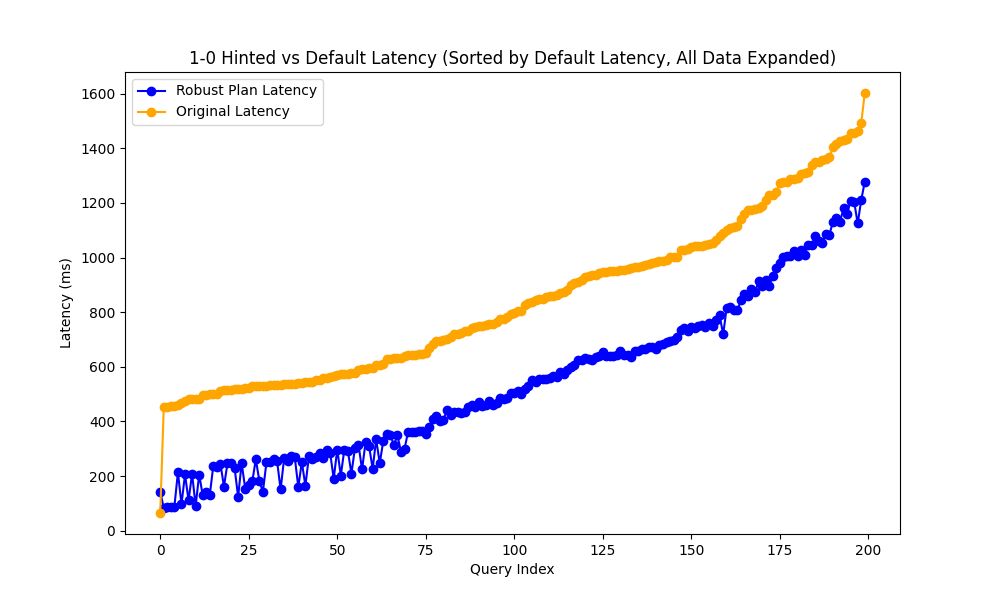 1-0 Hinted vs Default Latency (Sorted by Default Latency, All Data Expanded)
Robust Plan Latency
Original Latency
1600
1400
1200
1000
800
600
400
200
0
Latency (ms)
0 25 50 75 100 125 150 175 200
Query Index